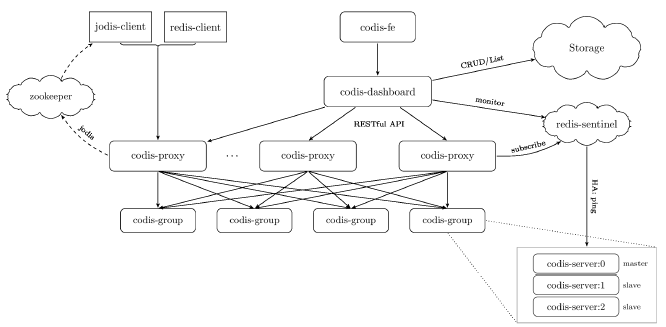 jodis-client
redis-client
codis-fe
Storage
CRUD/List
zookeeper
codis-dashboard
monitor
redis-sentinel
RESTful API
jodis
subscribe
codis-proxy
...
codis-proxy
codis-proxy
HA: ping
codis-group
codis-group
codis-group
codis-group
codis-server:0
master
codis-server:1
slave
codis-server:2
slave